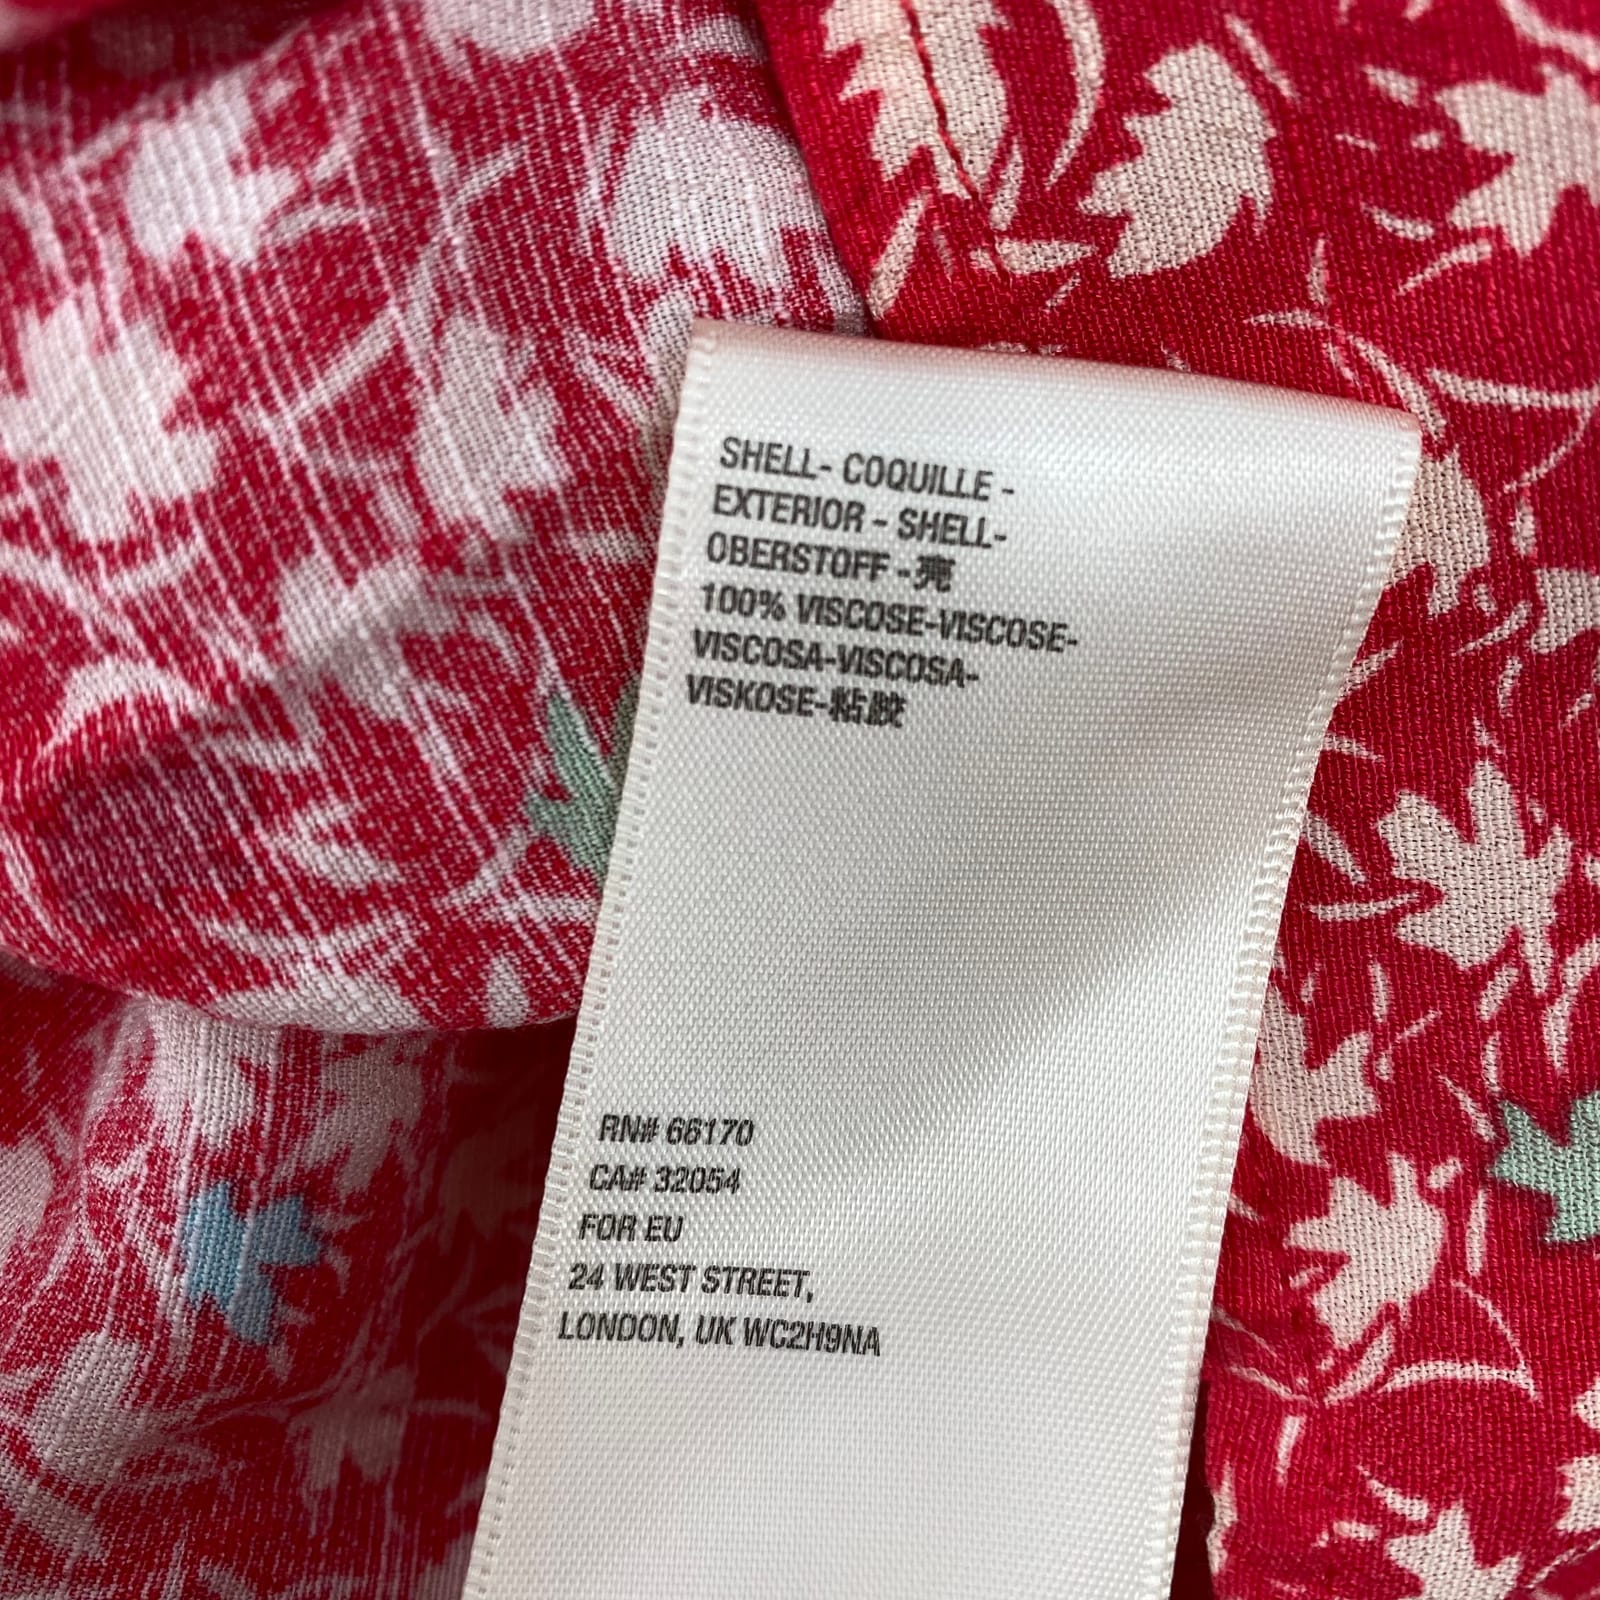 SHELL- COQUILLE -
EXTERIOR - SHELL-
OBERSTOFF -売
100% VISCOSE-VISCOSE-
VISCOSA-VISCOSA-
VISKOSE-粘胶
RN# 66170
CA# 32054
FOR EU
24 WEST STREET,
LONDON, UK WC2H9NA